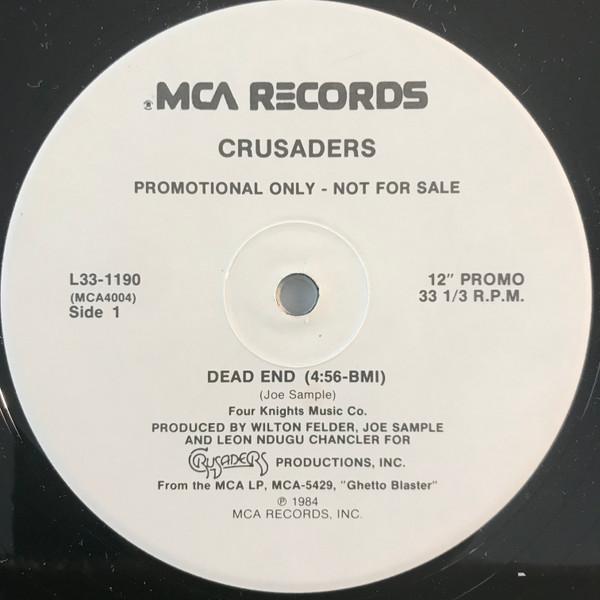 MCA RECORDS
CRUSADERS
PROMOTIONAL ONLY - NOT FOR SALE
L33-1190
(MCA4004)
Side 1
12" PROMO
33 1/3 R.P.M.
DEAD END (4:56-BMI)
(Joe Sample)
Four Knights Music Co.
PRODUCED BY WILTON FELDER, JOE SAMPLE
AND LEON NDUGU CHANCLER FOR
CRUSADERS PRODUCTIONS, INC.
From the MCA LP, MCA-5429, "Ghetto Blaster"
℗ 1984
MCA RECORDS, INC.